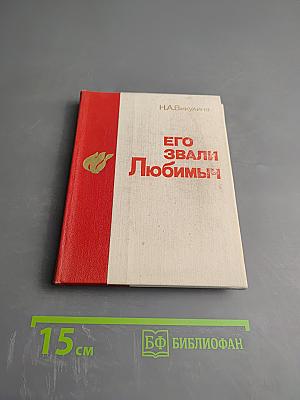 Н.А.Викулина
ЕГО
ЗВАЛИ
Любимыч
15 см
БФ БИБЛИОФАН